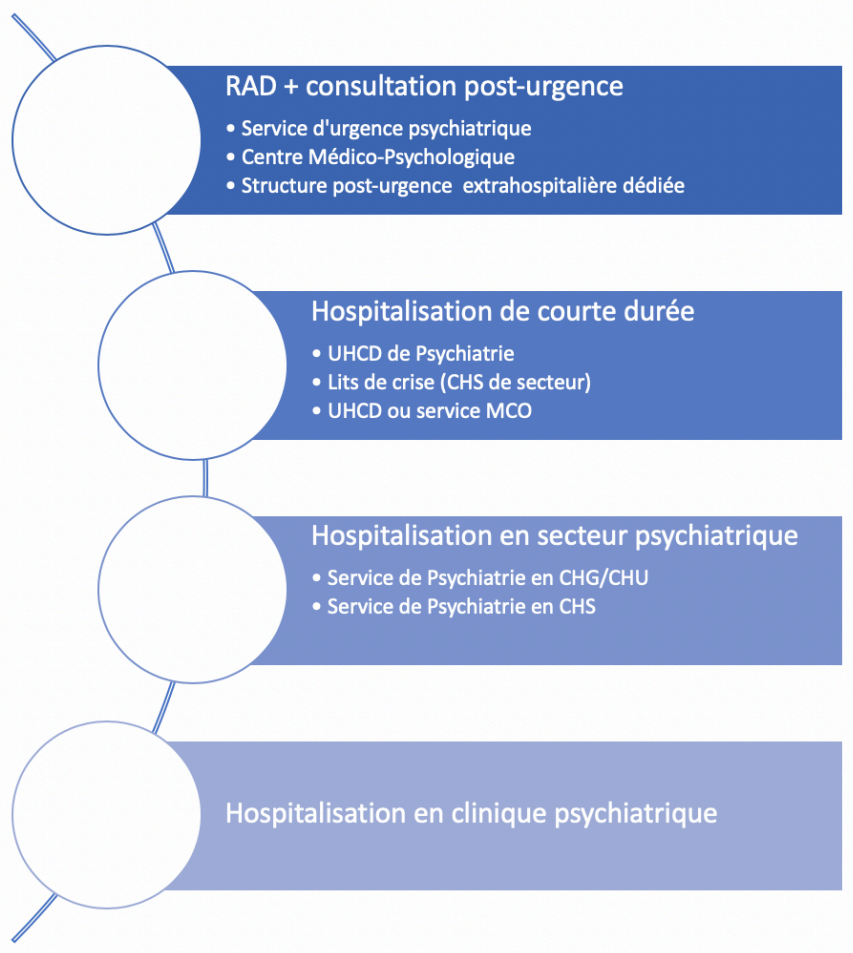 RAD + consultation post-urgence
• Service d'urgence psychiatrique
• Centre Médico-Psychologique
• Structure post-urgence  extrahospitalière dédiée
Hospitalisation de courte durée
• UHCD de Psychiatrie
• Lits de crise (CHS de secteur)
• UHCD ou service MCO
Hospitalisation en secteur psychiatrique
• Service de Psychiatrie en CHG/CHU
• Service de Psychiatrie en CHS
Hospitalisation en clinique psychiatrique